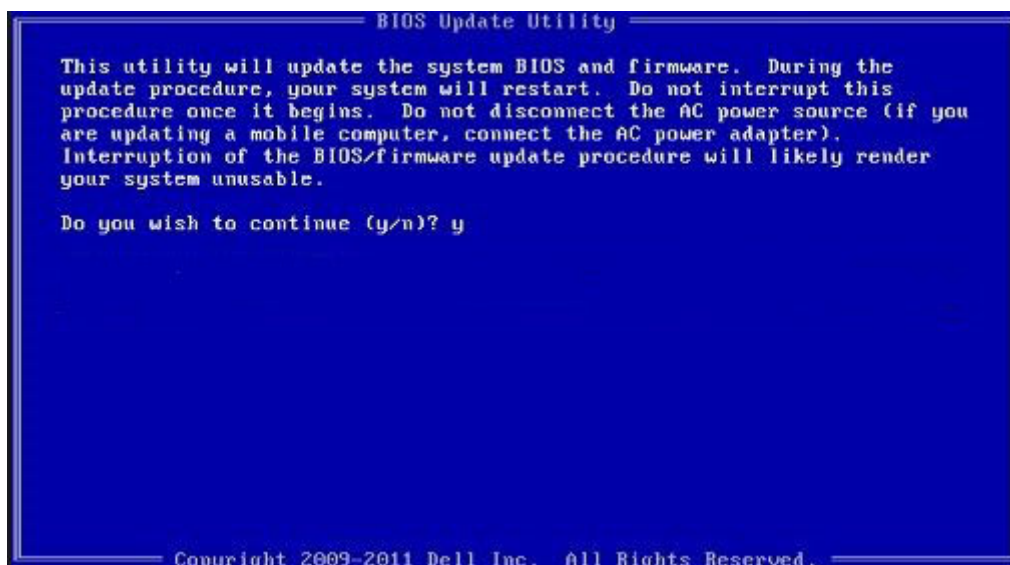 BIOS Update Utility
This utility will update the system BIOS and firmware. During the
update procedure, your system will restart. Do not interrupt this
procedure once it begins. Do not disconnect the AC power source (if you
are updating a mobile computer, connect the AC power adapter).
Interruption of the BIOS/firmware update procedure will likely render
your system unusable.
Do you wish to continue (y/n)? y
Copyright 2009-2011 Dell Inc. All Rights Reserved.